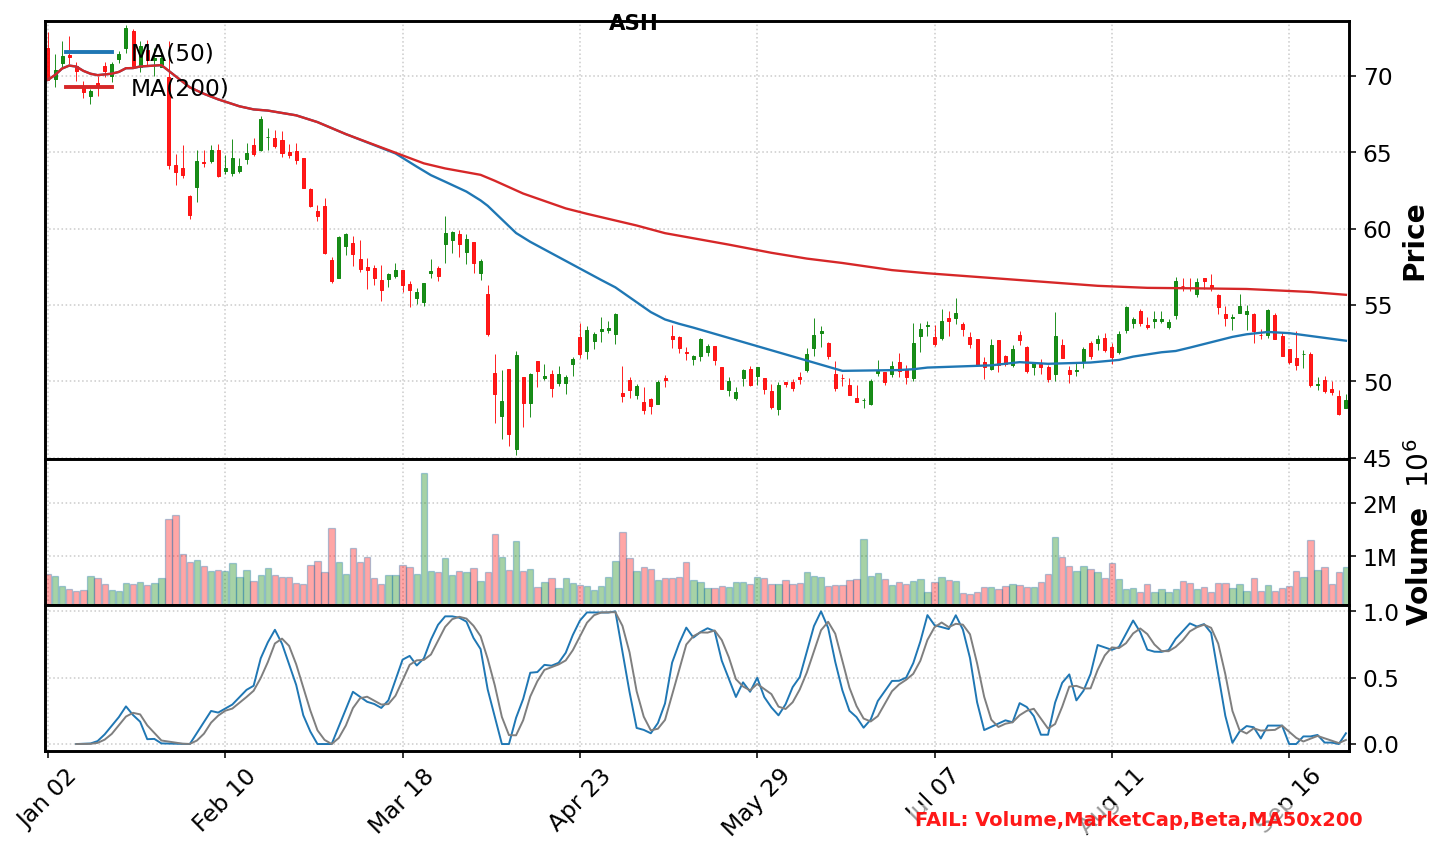 ASH
MA(50)
MA(200)
70
65
60
55
50
45
Price
10^6
2M
1M
Volume
1.0
0.5
0.0
Jan 02
Feb 10
Mar 18
Apr 23
May 29
Jul 07
Aug 11
Sep 16
FAIL: Volume,MarketCap,Beta,MA50x200